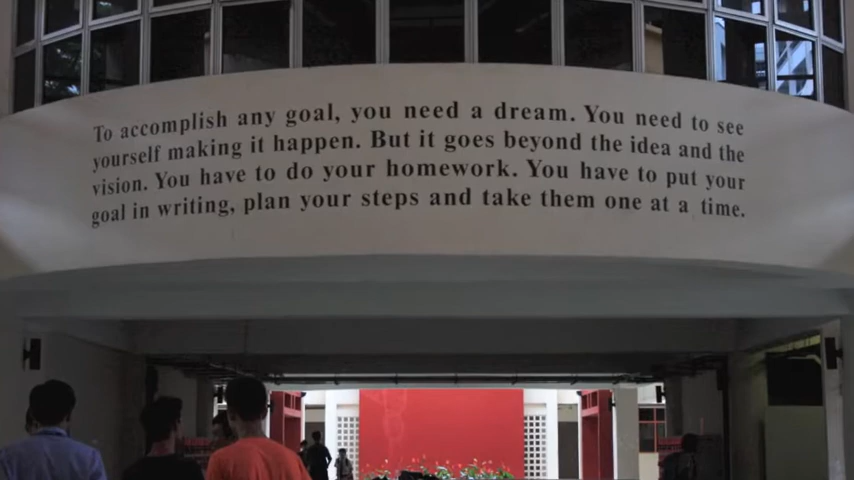 To accomplish any goal, you need a dream. You need to see
yourself making it happen. But it goes beyond the idea and the
vision. You have to do your homework. You have to put your
goal in writing, plan your steps and take them one at a time.